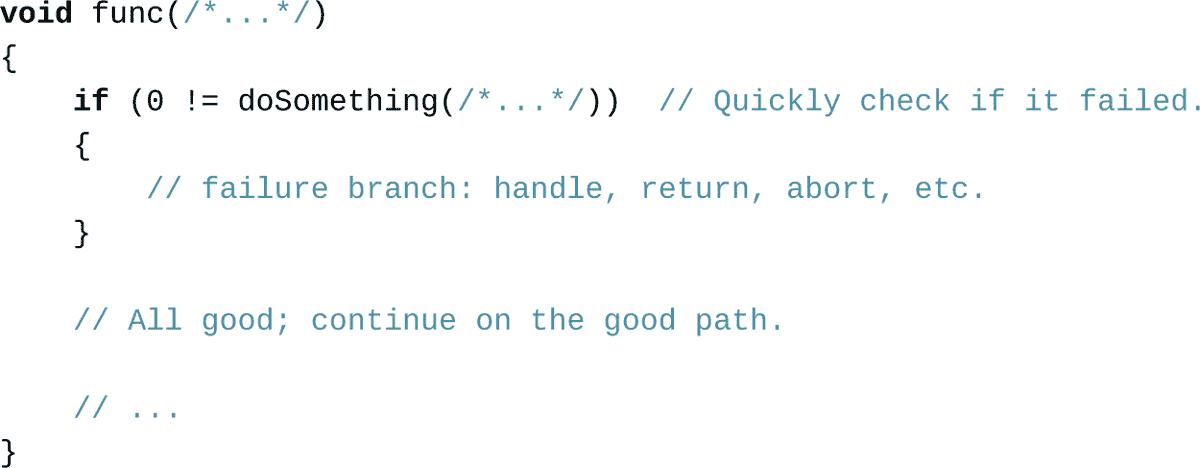 void func(/*...*/)
{
    if (0 != doSomething(/*...*/))  // Quickly check if it failed.
    {
        // failure branch: handle, return, abort, etc.
    }

    // All good; continue on the good path.

    // ...
}